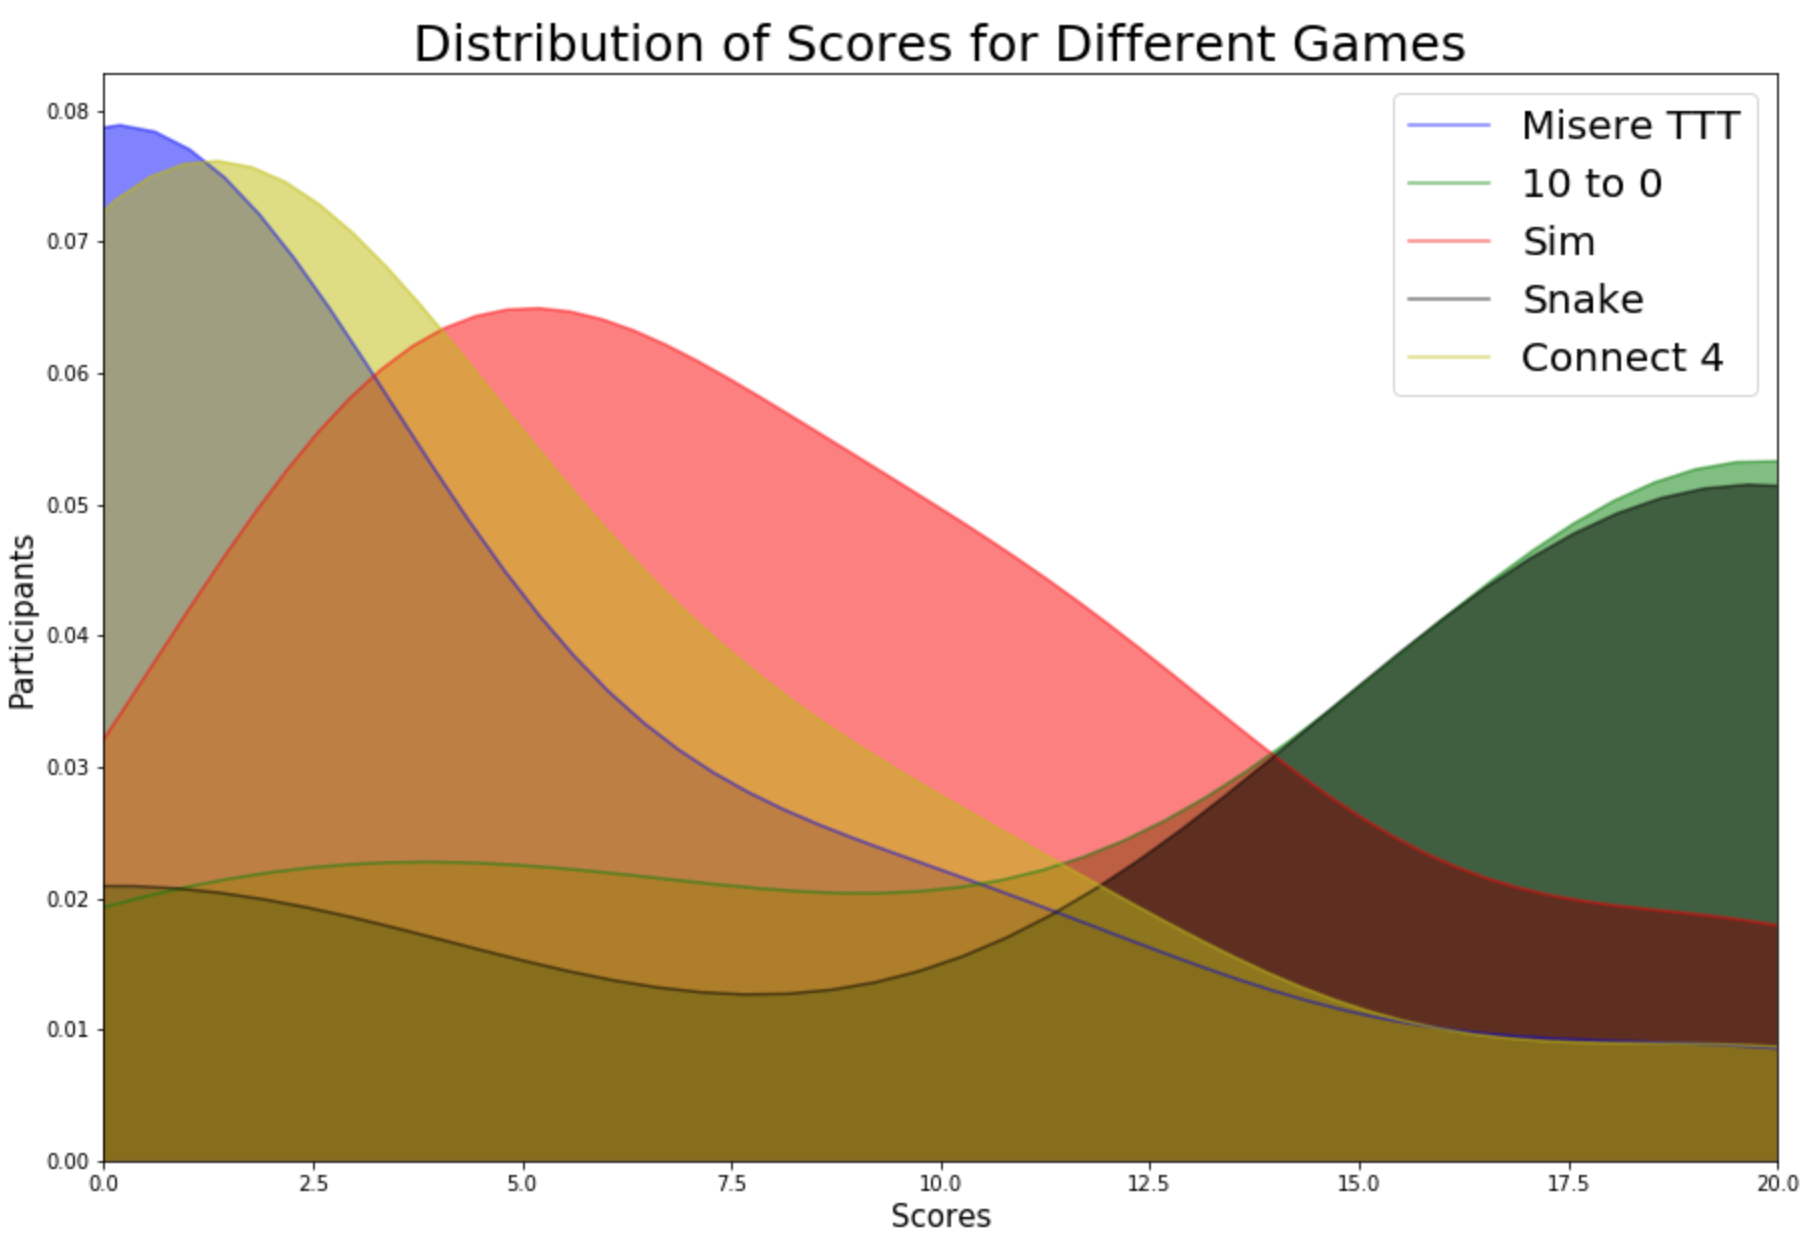 Distribution of Scores for Different Games
Misere TTT
10 to 0
Sim
Snake
Connect 4
Participants
0.08
0.07
0.06
0.05
0.04
0.03
0.02
0.01
0.00
0.0 2.5 5.0 7.5 10.0 12.5 15.0 17.5 20.0
Scores